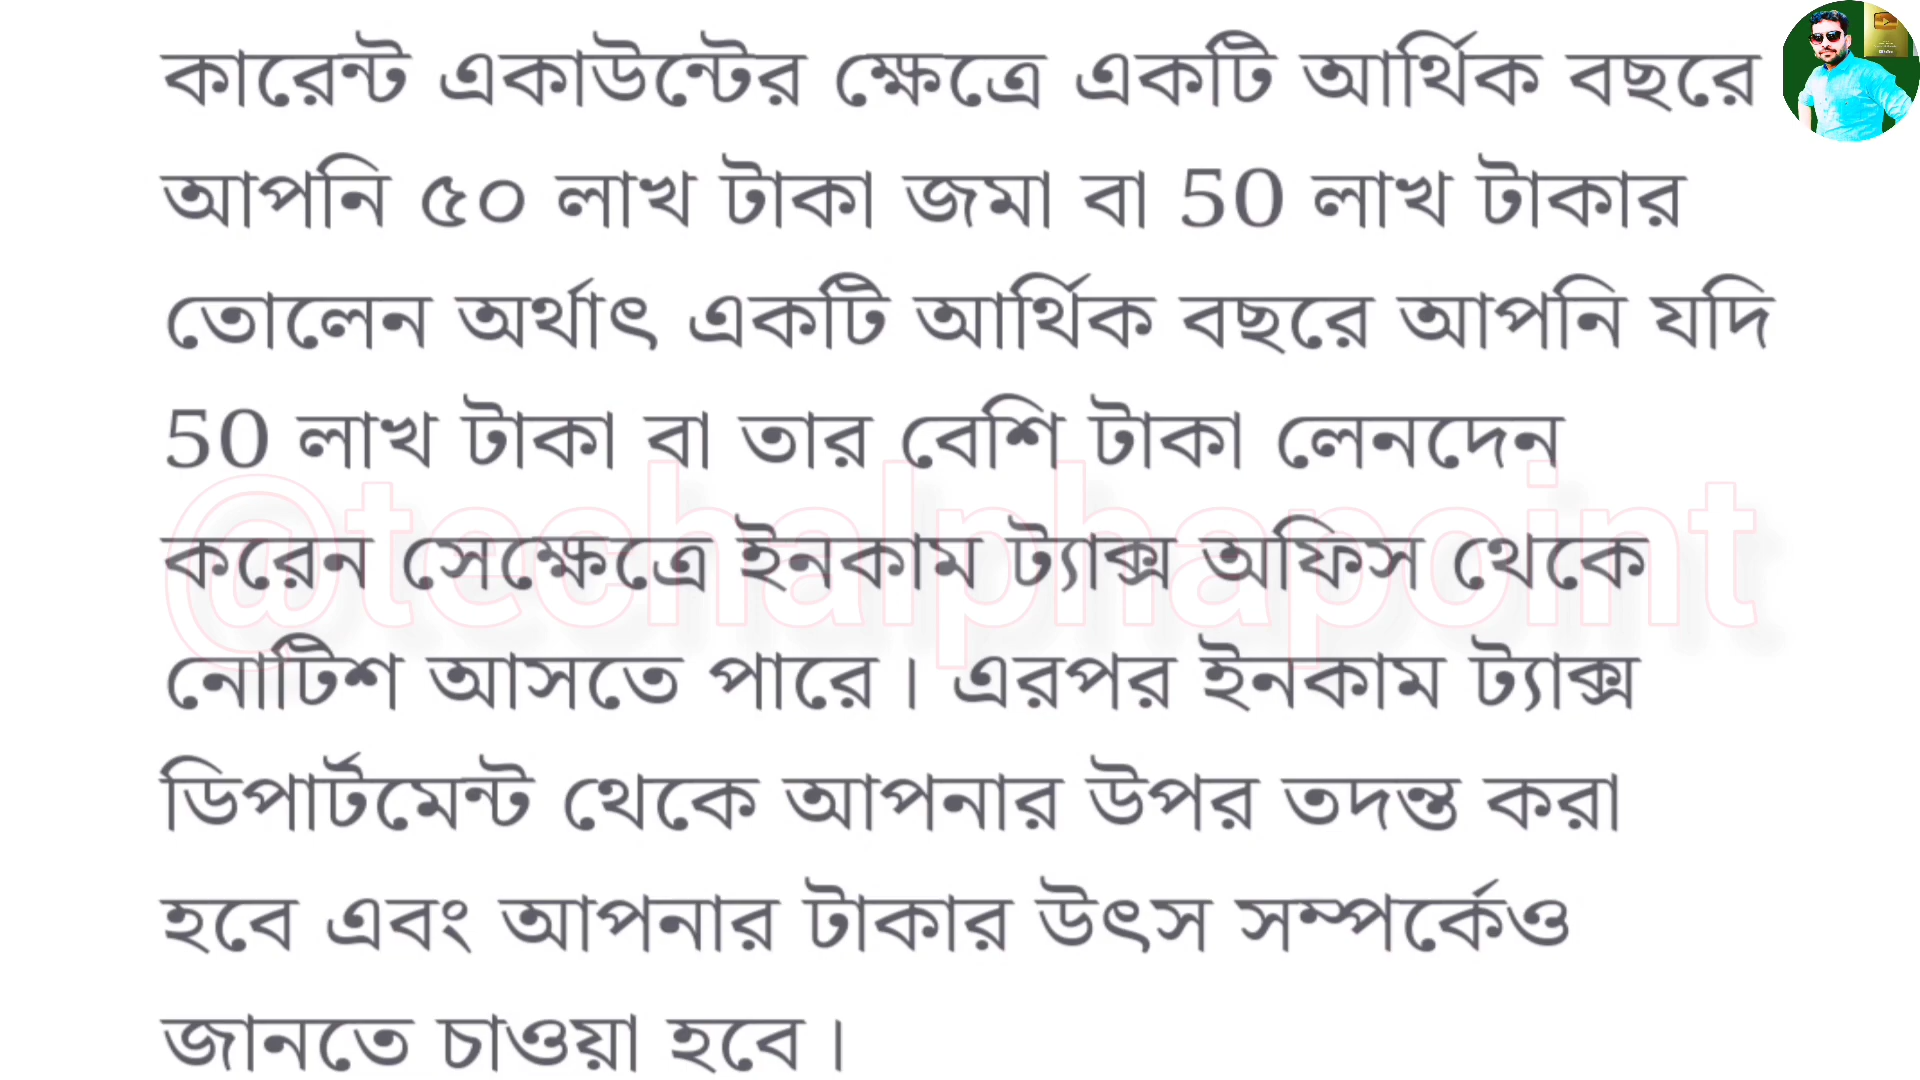 কারেন্ট একাউন্টের ক্ষেত্রে একটি আর্থিক বছরে
আপনি ৫০ লাখ টাকা জমা বা 50 লাখ টাকার
তোলেন অর্থাৎ একটি আর্থিক বছরে আপনি যদি
50 লাখ টাকা বা তার বেশি টাকা লেনদেন
@techalphapoint
করেন সেক্ষেত্রে ইনকাম ট্যাক্স অফিস থেকে
নোটিশ আসতে পারে। এরপর ইনকাম ট্যাক্স
ডিপার্টমেন্ট থেকে আপনার উপর তদন্ত করা
হবে এবং আপনার টাকার উৎস সম্পর্কেও
জানতে চাওয়া হবে।